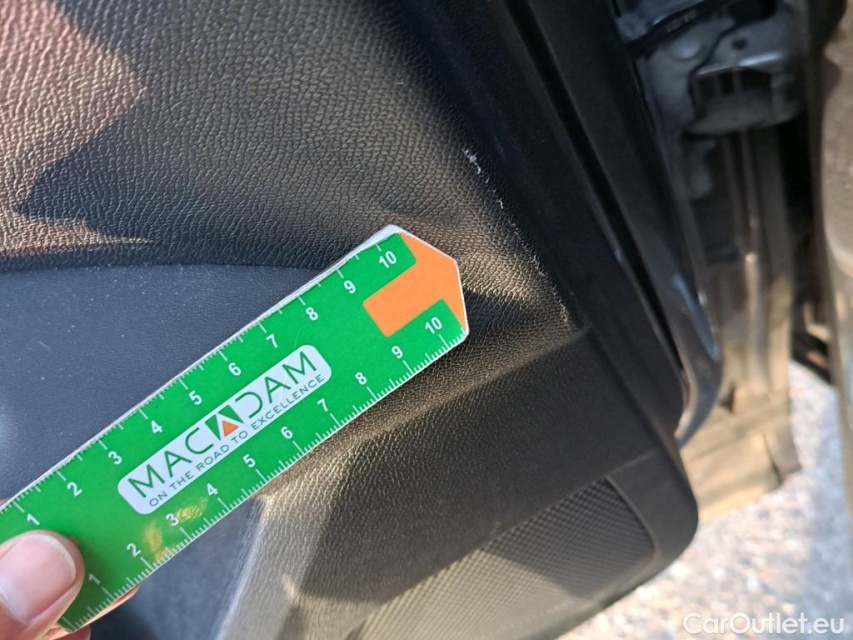 1 2 3 4 5 6 7 8 9 10
MACADAM
ON THE ROAD TO EXCELLENCE
1 2 3 4 5 6 7 8 9 10
CarOutlet.eu